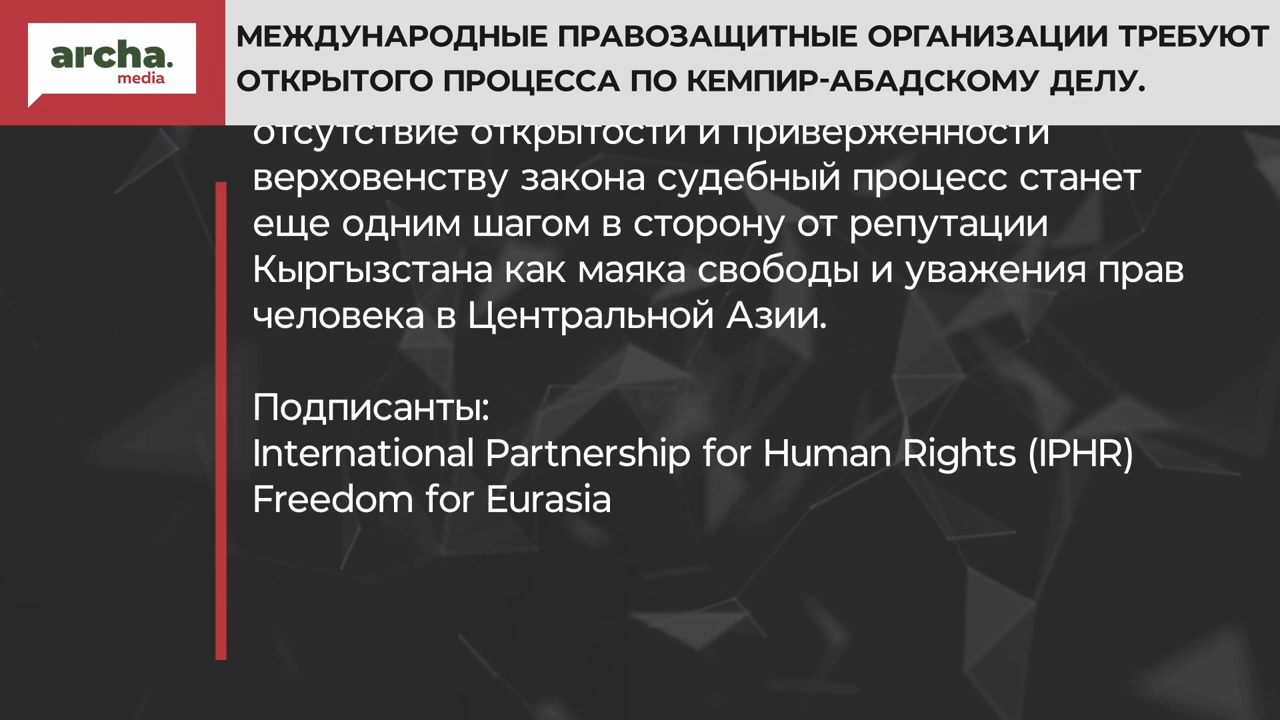 archa.
media
МЕЖДУНАРОДНЫЕ ПРАВОЗАЩИТНЫЕ ОРГАНИЗАЦИИ ТРЕБУЮТ
ОТКРЫТОГО ПРОЦЕССА ПО КЕМПИР-АБАДСКОМУ ДЕЛУ.
отсутствие открытости и приверженности
верховенству закона судебный процесс станет
еще одним шагом в сторону от репутации
Кыргызстана как маяка свободы и уважения прав
человека в Центральной Азии.
Подписанты:
International Partnership for Human Rights (IPHR)
Freedom for Eurasia